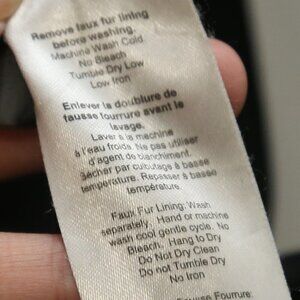 Remove faux fur lining
before washing.
Machine Wash Cold
No Bleach
Tumble Dry Low
Low Iron
Enlever la doublure de
fausse fourrure avant le
lavage.
Laver à la machine
à l'eau froids. Ne pas utiliser
d'agent de blanchiment.
Sécher par culbutage à basse
température. Repasser à basse
température.
Faux Fur Lining: Wash
separately. Hand or machine
wash cool gentle cycle. No
Bleach. Hang to Dry
Do Not Dry Clean
Do not Tumble Dry
No Iron
Fausse Fourrure: